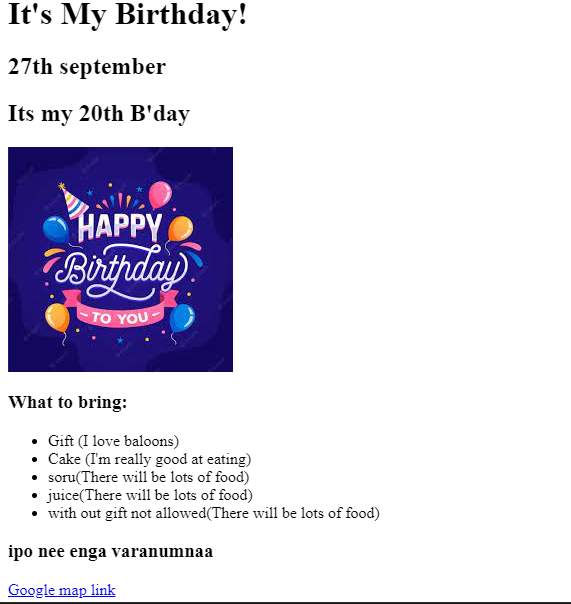 It's My Birthday!
27th september
Its my 20th B'day
HAPPY
Birthday
- TO YOU -
What to bring:
Gift (I love baloons)
Cake (I'm really good at eating)
soru(There will be lots of food)
juice(There will be lots of food)
with out gift not allowed(There will be lots of food)
ipo nee enga varanumnaa
Google map link